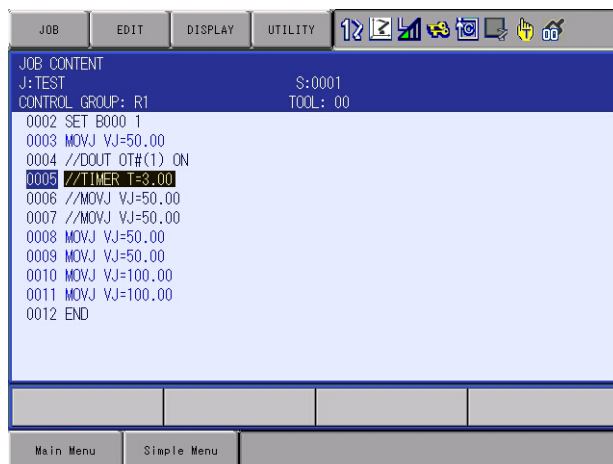 JOB EDIT DISPLAY UTILITY
JOB CONTENT
J:TEST S:0001
CONTROL GROUP: R1 TOOL: 00
0002 SET B000 1
0003 MOVJ VJ=50.00
0004 //DOUT OT#(1) ON
0005 //TIMER T=3.00
0006 //MOVJ VJ=50.00
0007 //MOVJ VJ=50.00
0008 MOVJ VJ=50.00
0009 MOVJ VJ=50.00
0010 MOVJ VJ=100.00
0011 MOVJ VJ=100.00
0012 END
Main Menu Simple Menu